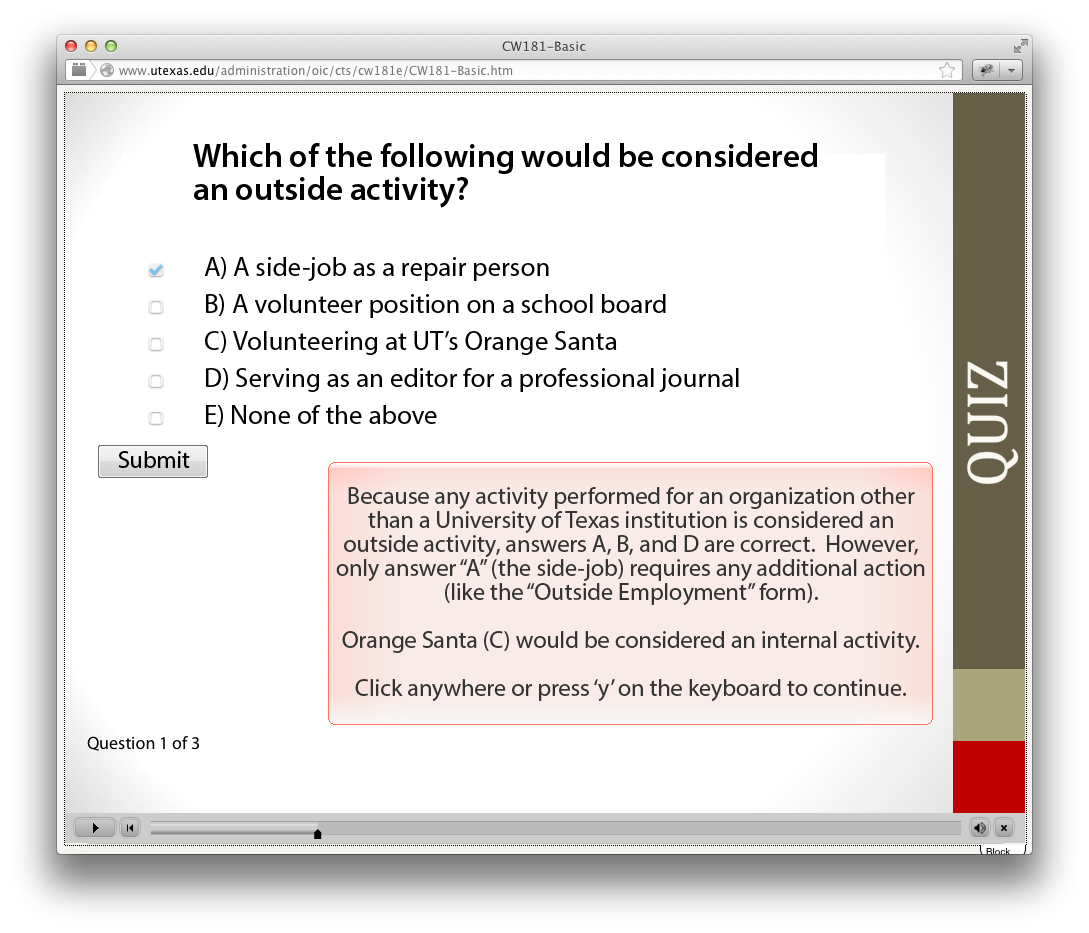 CW181-Basic
www.utexas.edu/administration/oic/cts/cw181e/CW181-Basic.htm
Which of the following would be considered
an outside activity?
A) A side-job as a repair person
B) A volunteer position on a school board
C) Volunteering at UT’s Orange Santa
D) Serving as an editor for a professional journal
E) None of the above
QUIZ
Submit
Because any activity performed for an organization other
than a University of Texas institution is considered an
outside activity, answers A, B, and D are correct.  However,
only answer “A” (the side-job) requires any additional action
(like the “Outside Employment” form).
Orange Santa (C) would be considered an internal activity.
Click anywhere or press ‘y’ on the keyboard to continue.
Question 1 of 3
Block